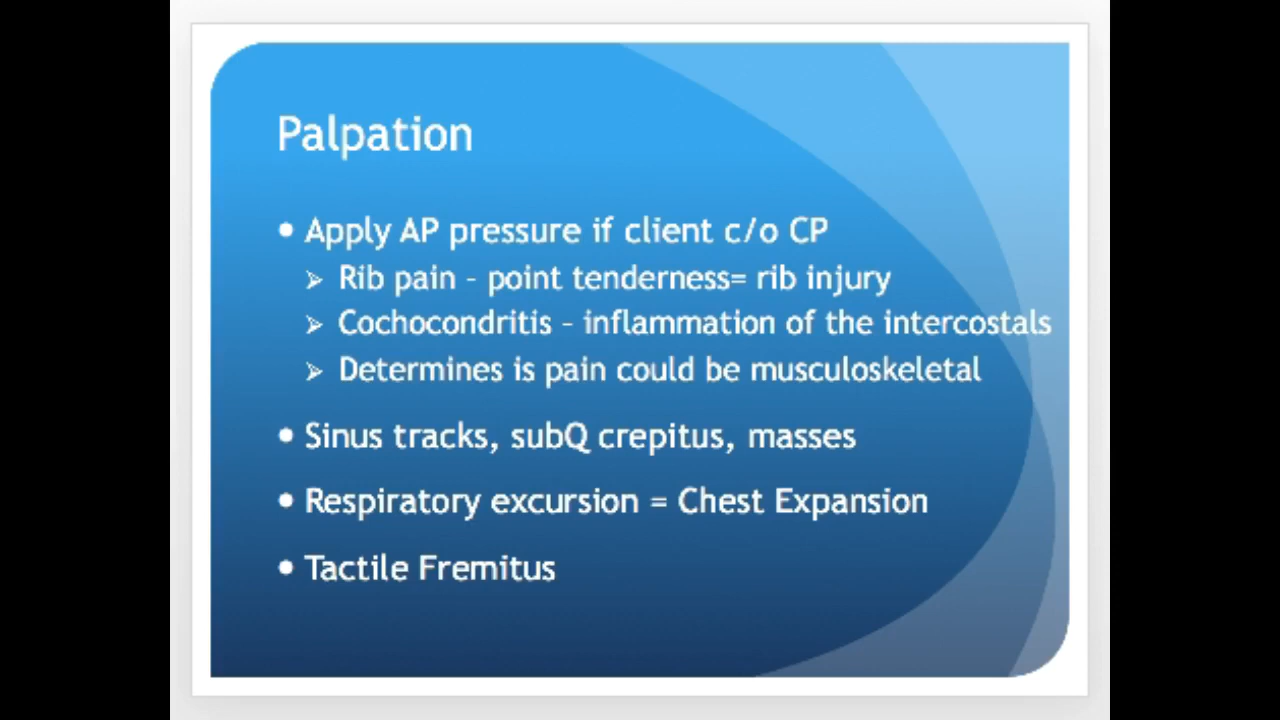 Palpation
• Apply AP pressure if client c/o CP
➢ Rib pain – point tenderness= rib injury
➢ Cochocondritis – inflammation of the intercostals
➢ Determines is pain could be musculoskeletal
• Sinus tracks, subQ crepitus, masses
• Respiratory excursion = Chest Expansion
• Tactile Fremitus